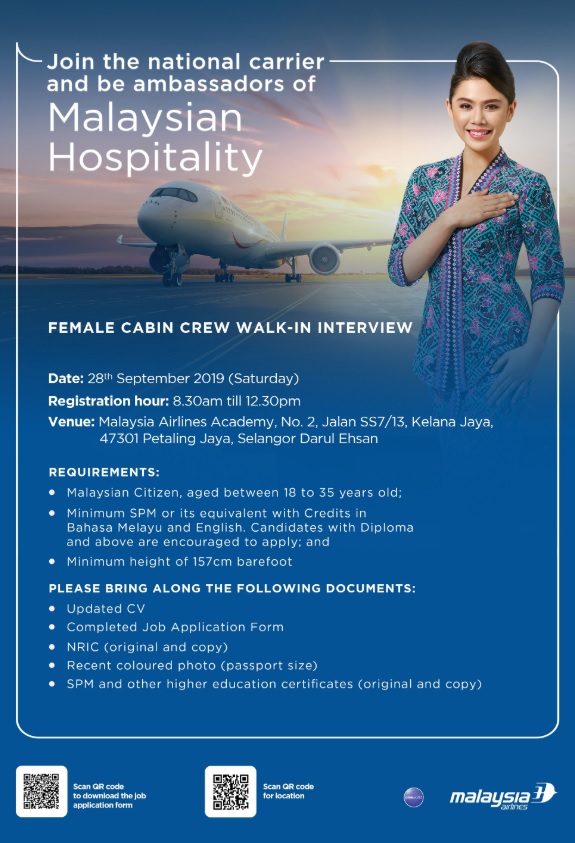 Join the national carrier
and be ambassadors of
Malaysian
Hospitality
FEMALE CABIN CREW WALK-IN INTERVIEW
Date: 28th September 2019 (Saturday)
Registration hour: 8.30am till 12.30pm
Venue: Malaysia Airlines Academy, No. 2, Jalan SS7/13, Kelana Jaya,
47301 Petaling Jaya, Selangor Darul Ehsan
REQUIREMENTS:
• Malaysian Citizen, aged between 18 to 35 years old;
• Minimum SPM or its equivalent with Credits in
Bahasa Melayu and English. Candidates with Diploma
and above are encouraged to apply; and
• Minimum height of 157cm barefoot
PLEASE BRING ALONG THE FOLLOWING DOCUMENTS:
• Updated CV
• Completed Job Application Form
• NRIC (original and copy)
• Recent coloured photo (passport size)
• SPM and other higher education certificates (original and copy)
Scan QR code
to download the job
application form
Scan QR code
for location
malaysia
airlines